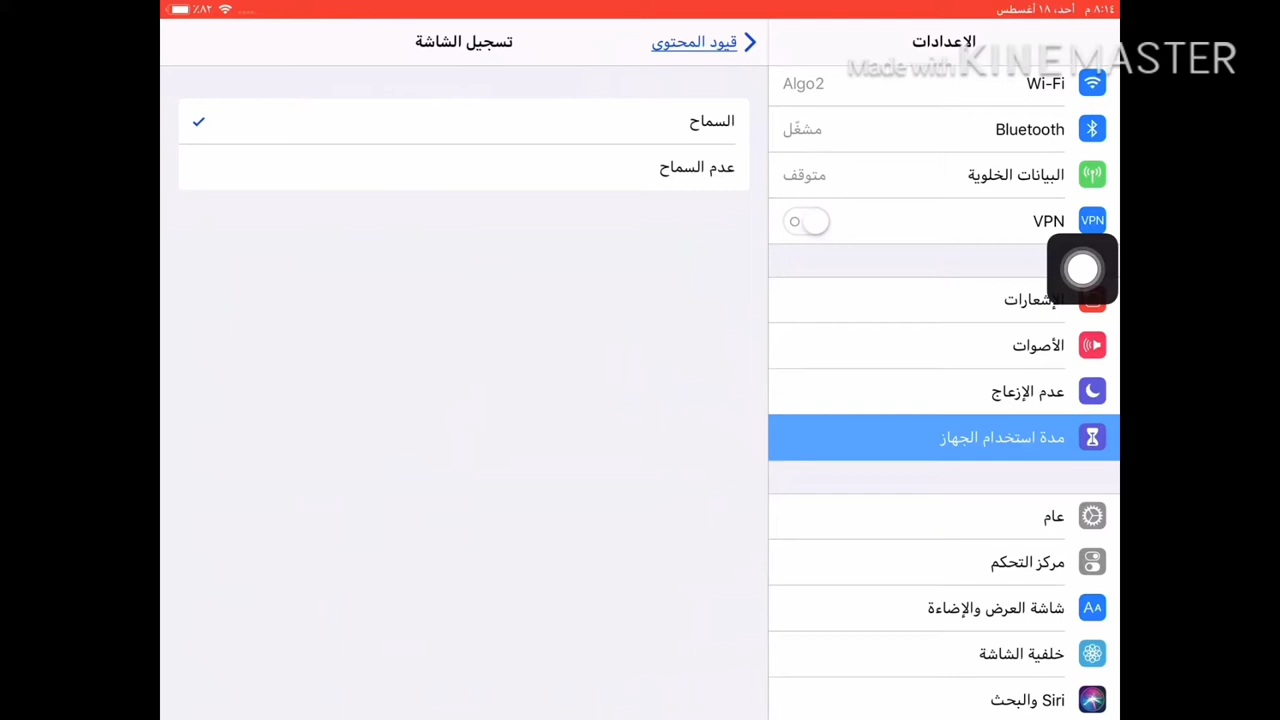 ٨:١٤ م أحد، ١٨ أغسطس
٨٢٪
الإعدادات
Made with KINEMASTER
Wi-Fi
Algo2
Bluetooth
مشغّل
البيانات الخلوية
متوقف
VPN
VPN
الإشعارات
الأصوات
عدم الإزعاج
مدة استخدام الجهاز
عام
مركز التحكم
AA
شاشة العرض والإضاءة
خلفية الشاشة
Siri والبحث
قيود المحتوى
تسجيل الشاشة
السماح
عدم السماح